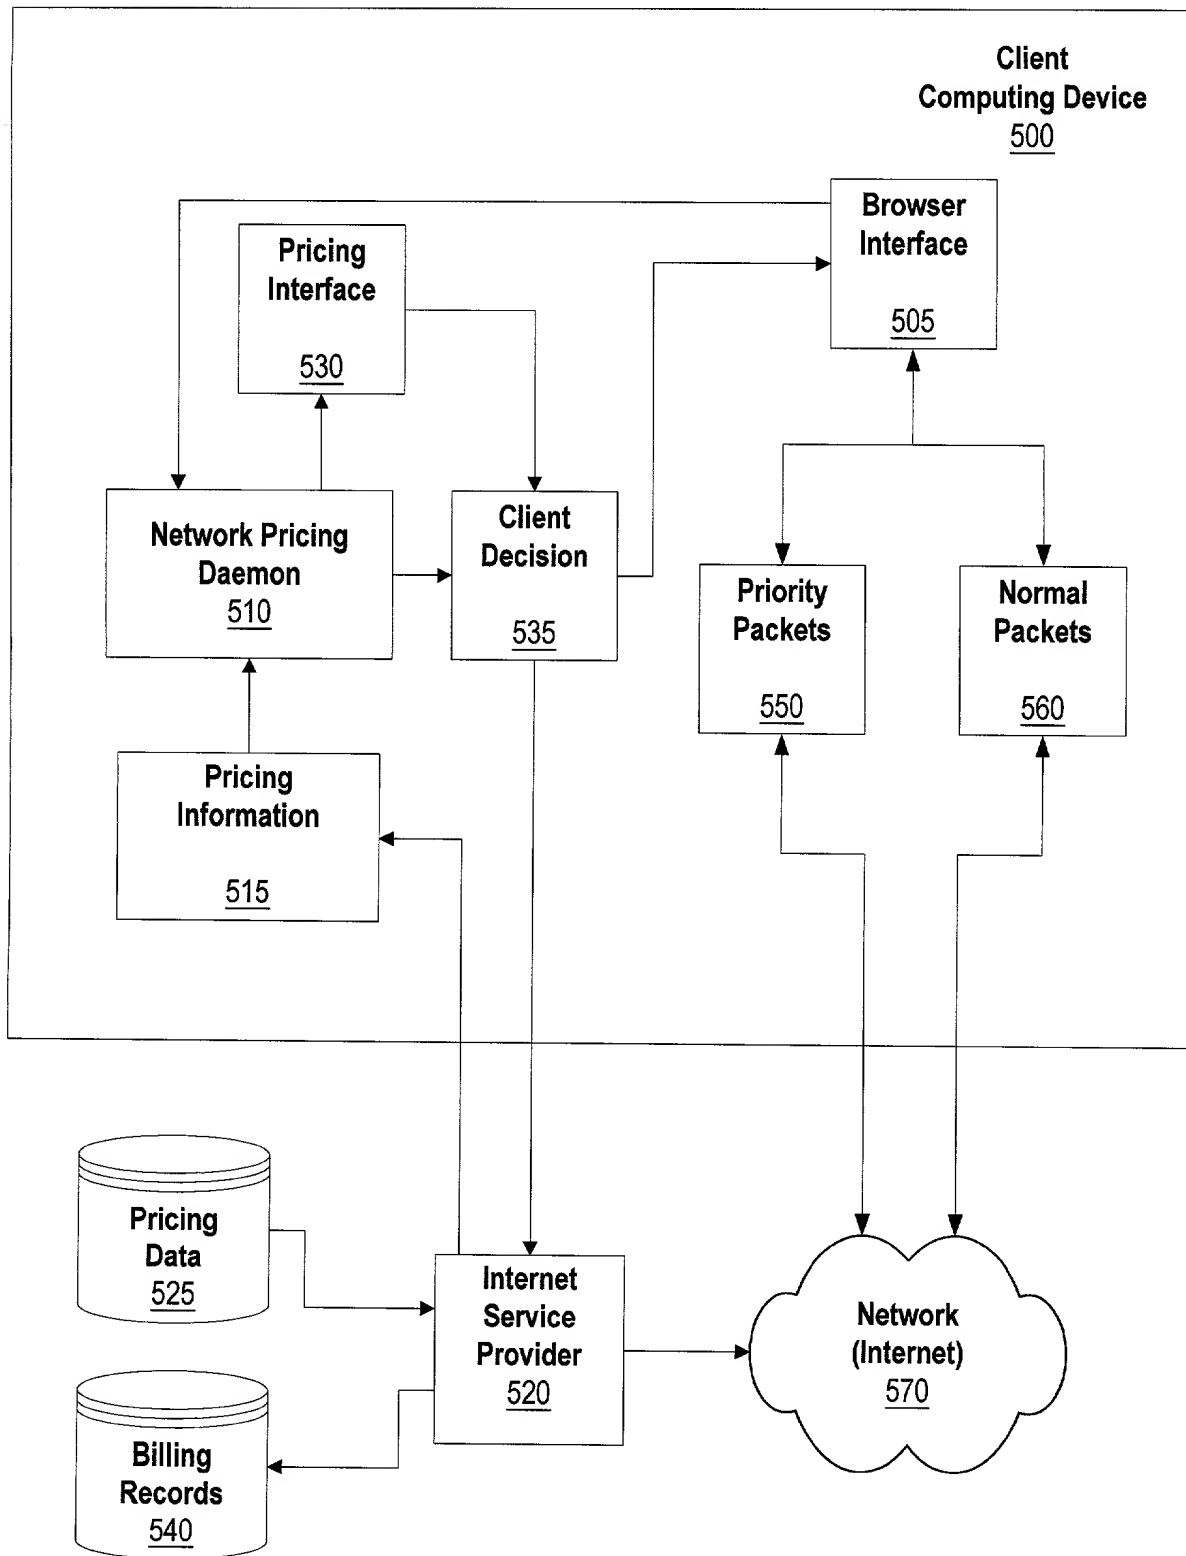 Client
Computing Device
500
Browser
Interface
505
Pricing
Interface
530
Network Pricing
Daemon
510
Client
Decision
535
Priority
Packets
550
Normal
Packets
560
Pricing
Information
515
Pricing
Data
525
Internet
Service
Provider
520
Network
(Internet)
570
Billing
Records
540